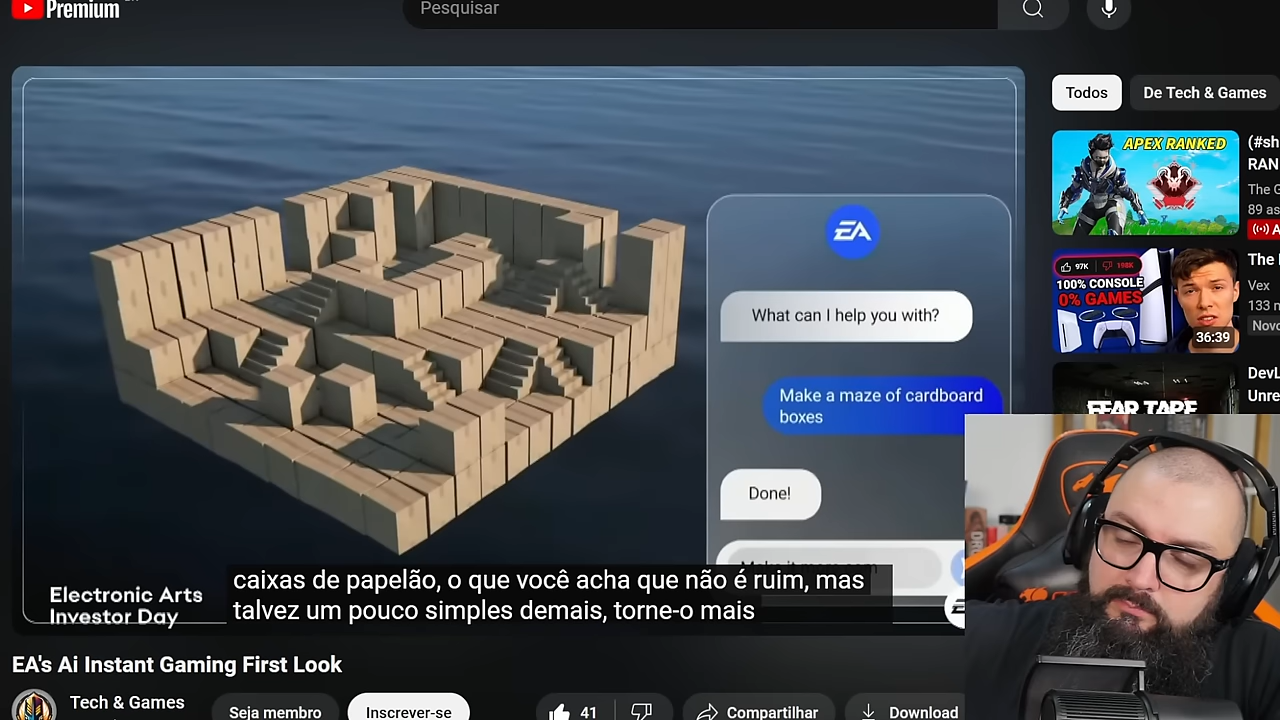 Premium
Pesquisar
Todos
De Tech & Games
APEX RANKED
(#sh
RAN
The G
89 as
EA
What can I help you with?
Make a maze of cardboard
boxes
Done!
97K
198K
100% CONSOLE
0% GAMES
36:39
The
Vex
133 m
Novo
DevL
Unre
FEAR TAPE
caixas de papelão, o que você acha que não é ruim, mas
talvez um pouco simples demais, torne-o mais
Electronic Arts
Investor Day
EA's Ai Instant Gaming First Look
Tech & Games
Seja membro
Inscrever-se
41
Compartilhar
Download